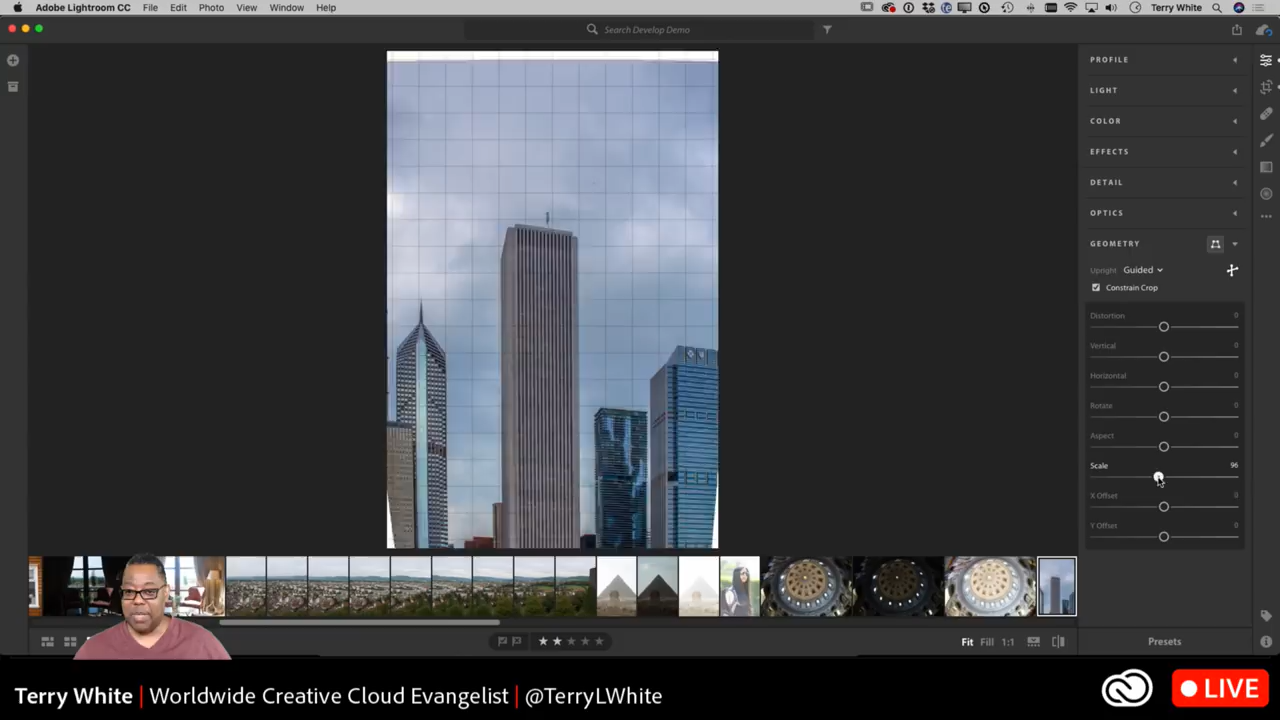 Adobe Lightroom CC File Edit Photo View Window Help Terry White
Search Develop Demo
PROFILE
LIGHT
COLOR
EFFECTS
DETAIL
OPTICS
GEOMETRY
Upright Guided
Constrain Crop
Distortion 0
Vertical 0
Horizontal 0
Rotate 0
Aspect 0
Scale 96
X Offset 0
Y Offset 0
Fit Fill 1:1
Presets
Terry White | Worldwide Creative Cloud Evangelist | @TerryLWhite
LIVE